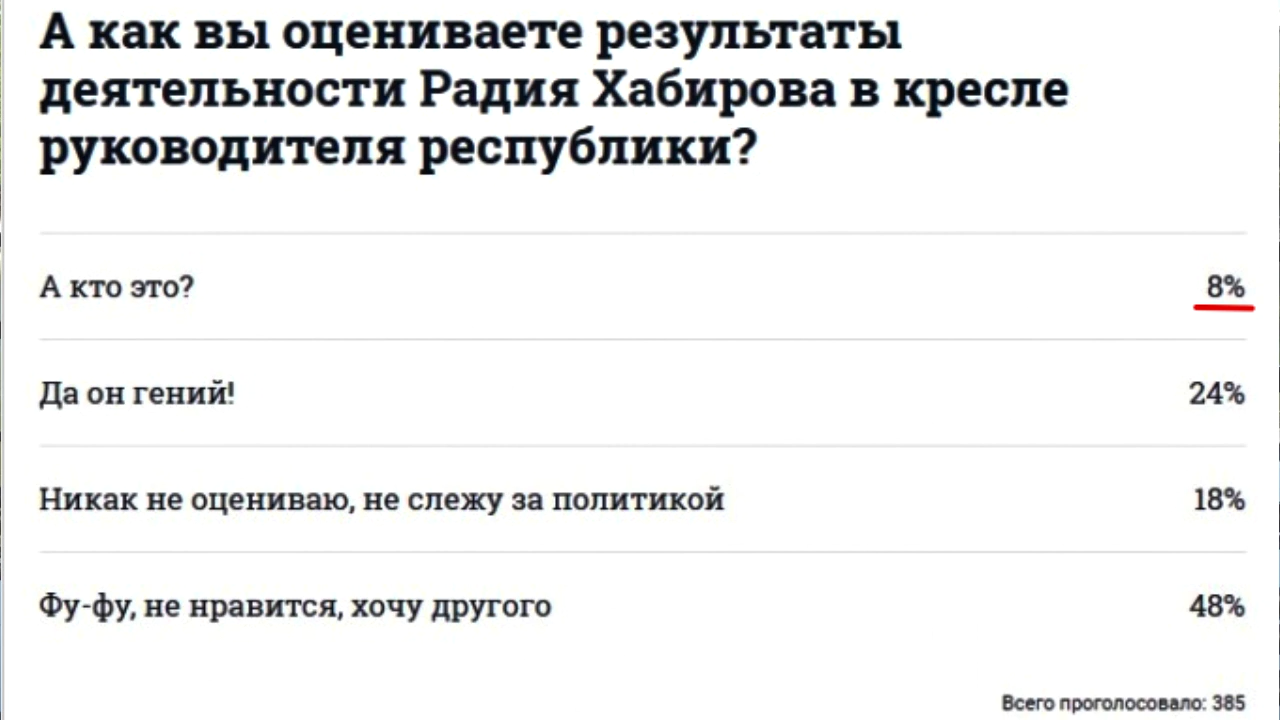 А как вы оцениваете результаты
деятельности Радия Хабирова в кресле
руководителя республики?
А кто это? 8%
Да он гений! 24%
Никак не оцениваю, не слежу за политикой 18%
Фу-фу, не нравится, хочу другого 48%
Всего проголосовало: 385